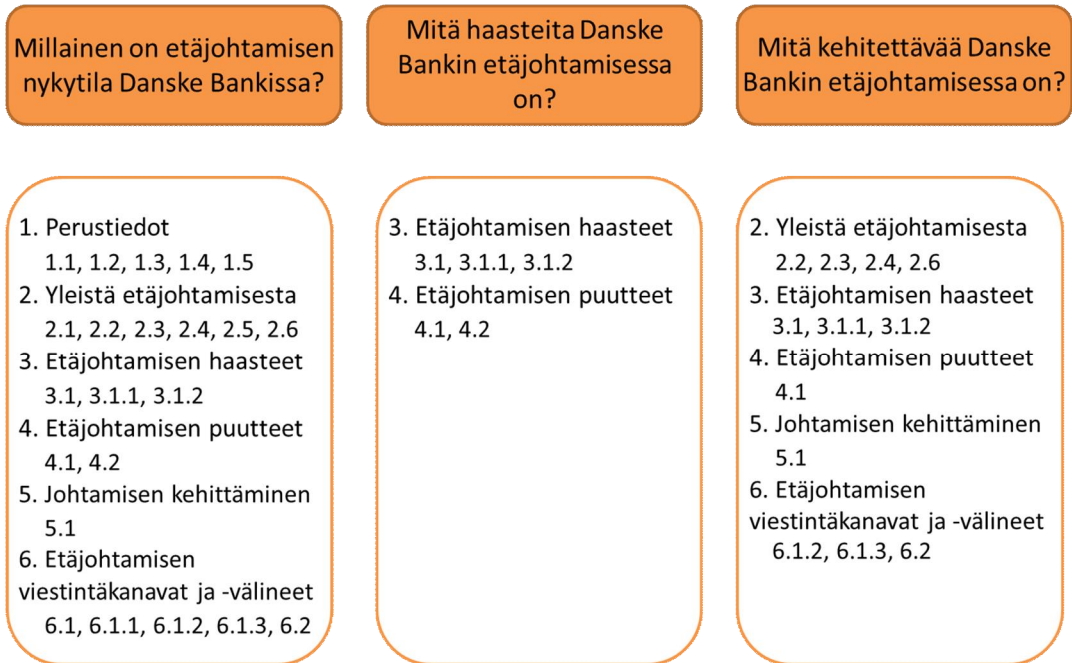 Millainen on etäjohtamisen
nykytila Danske Bankissa?
Mitä haasteita Danske
Bankin etäjohtamisessa
on?
Mitä kehitettävää Danske
Bankin etäjohtamisessa on?
1. Perustiedot
1.1, 1.2, 1.3, 1.4, 1.5
2. Yleistä etäjohtamisesta
2.1, 2.2, 2.3, 2.4, 2.5, 2.6
3. Etäjohtamisen haasteet
3.1, 3.1.1, 3.1.2
4. Etäjohtamisen puutteet
4.1, 4.2
5. Johtamisen kehittäminen
5.1
6. Etäjohtamisen
viestintäkanavat ja -välineet
6.1, 6.1.1, 6.1.2, 6.1.3, 6.2
3. Etäjohtamisen haasteet
3.1, 3.1.1, 3.1.2
4. Etäjohtamisen puutteet
4.1, 4.2
2. Yleistä etäjohtamisesta
2.2, 2.3, 2.4, 2.6
3. Etäjohtamisen haasteet
3.1, 3.1.1, 3.1.2
4. Etäjohtamisen puutteet
4.1
5. Johtamisen kehittäminen
5.1
6. Etäjohtamisen
viestintäkanavat ja -välineet
6.1.2, 6.1.3, 6.2